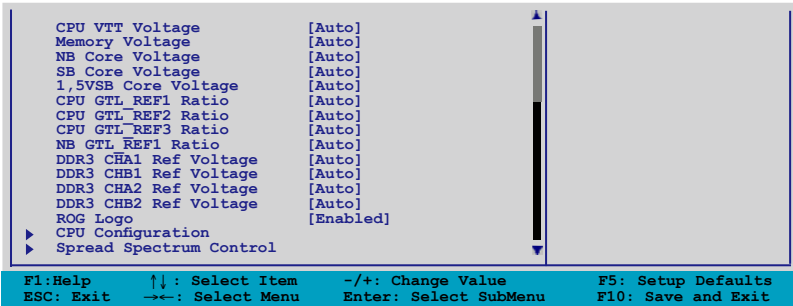 CPU VTT Voltage [Auto]
Memory Voltage [Auto]
NB Core Voltage [Auto]
SB Core Voltage [Auto]
1,5VSB Core Voltage [Auto]
CPU GTL_REF1 Ratio [Auto]
CPU GTL_REF2 Ratio [Auto]
CPU GTL_REF3 Ratio [Auto]
NB GTL_REF1 Ratio [Auto]
DDR3 CHA1 Ref Voltage [Auto]
DDR3 CHB1 Ref Voltage [Auto]
DDR3 CHA2 Ref Voltage [Auto]
DDR3 CHB2 Ref Voltage [Auto]
ROG Logo [Enabled]
CPU Configuration
Spread Spectrum Control
F1:Help ↑↓ : Select Item -/+: Change Value F5: Setup Defaults
ESC: Exit →←: Select Menu Enter: Select SubMenu F10: Save and Exit